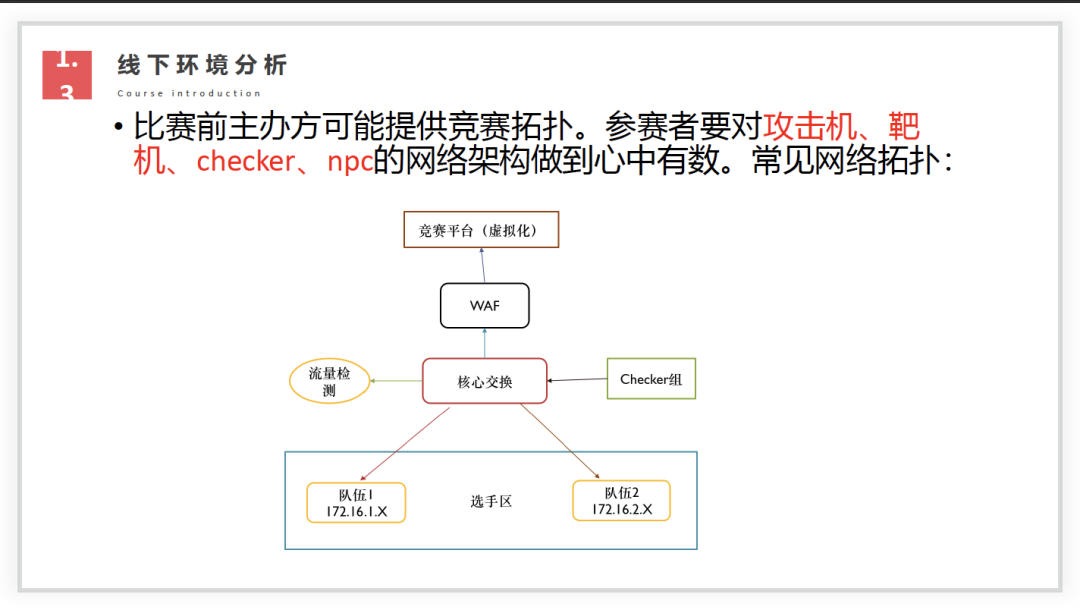 1.
3
线下环境分析
Course introduction
• 比赛前主办方可能提供竞赛拓扑。参赛者要对攻击机、靶
机、checker、npc的网络架构做到心中有数。常见网络拓扑：
竞赛平台（虚拟化）
WAF
流量检
测
核心交换
Checker组
队伍1
172.16.1.X
选手区
队伍2
172.16.2.X